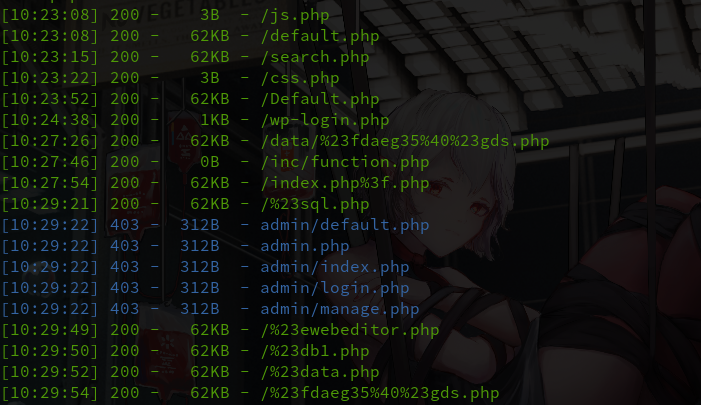 [10:23:08] 200 -    3B  - /js.php
[10:23:08] 200 -   62KB - /default.php
[10:23:15] 200 -   62KB - /search.php
[10:23:22] 200 -    3B  - /css.php
[10:23:52] 200 -   62KB - /Default.php
[10:24:38] 200 -    1KB - /wp-login.php
[10:27:26] 200 -   62KB - /data/%23fdaeg35%40%23gds.php
[10:27:46] 200 -    0B  - /inc/function.php
[10:27:54] 200 -   62KB - /index.php%3f.php
[10:29:21] 200 -   62KB - /%23sql.php
[10:29:22] 403 -  312B  - admin/default.php
[10:29:22] 403 -  312B  - admin.php
[10:29:22] 403 -  312B  - admin/index.php
[10:29:22] 403 -  312B  - admin/login.php
[10:29:22] 403 -  312B  - admin/manage.php
[10:29:49] 200 -   62KB - /%23ewebeditor.php
[10:29:50] 200 -   62KB - /%23db1.php
[10:29:52] 200 -   62KB - /%23data.php
[10:29:54] 200 -   62KB - /%23fdaeg35%40%23gds.php